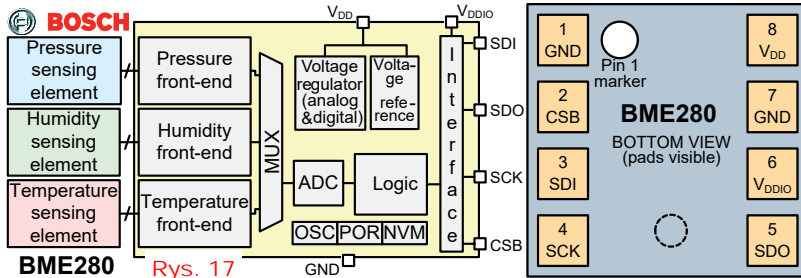 BOSCH
Pressure
sensing
element
Humidity
sensing
element
Temperature
sensing
element
BME280
Rys. 17
Pressure
front-end
Humidity
front-end
Temperature
front-end
MUX
VDD
VDDIO
Voltage
regulator
(analog
&digital)
Volta-
ge
refe-
rence
ADC
Logic
OSC POR NVM
GND
Interface
SDI
SDO
SCK
CSB
1
GND
2
CSB
3
SDI
4
SCK
Pin 1
marker
BME280
BOTTOM VIEW
(pads visible)
8
VDD
7
GND
6
VDDIO
5
SDO